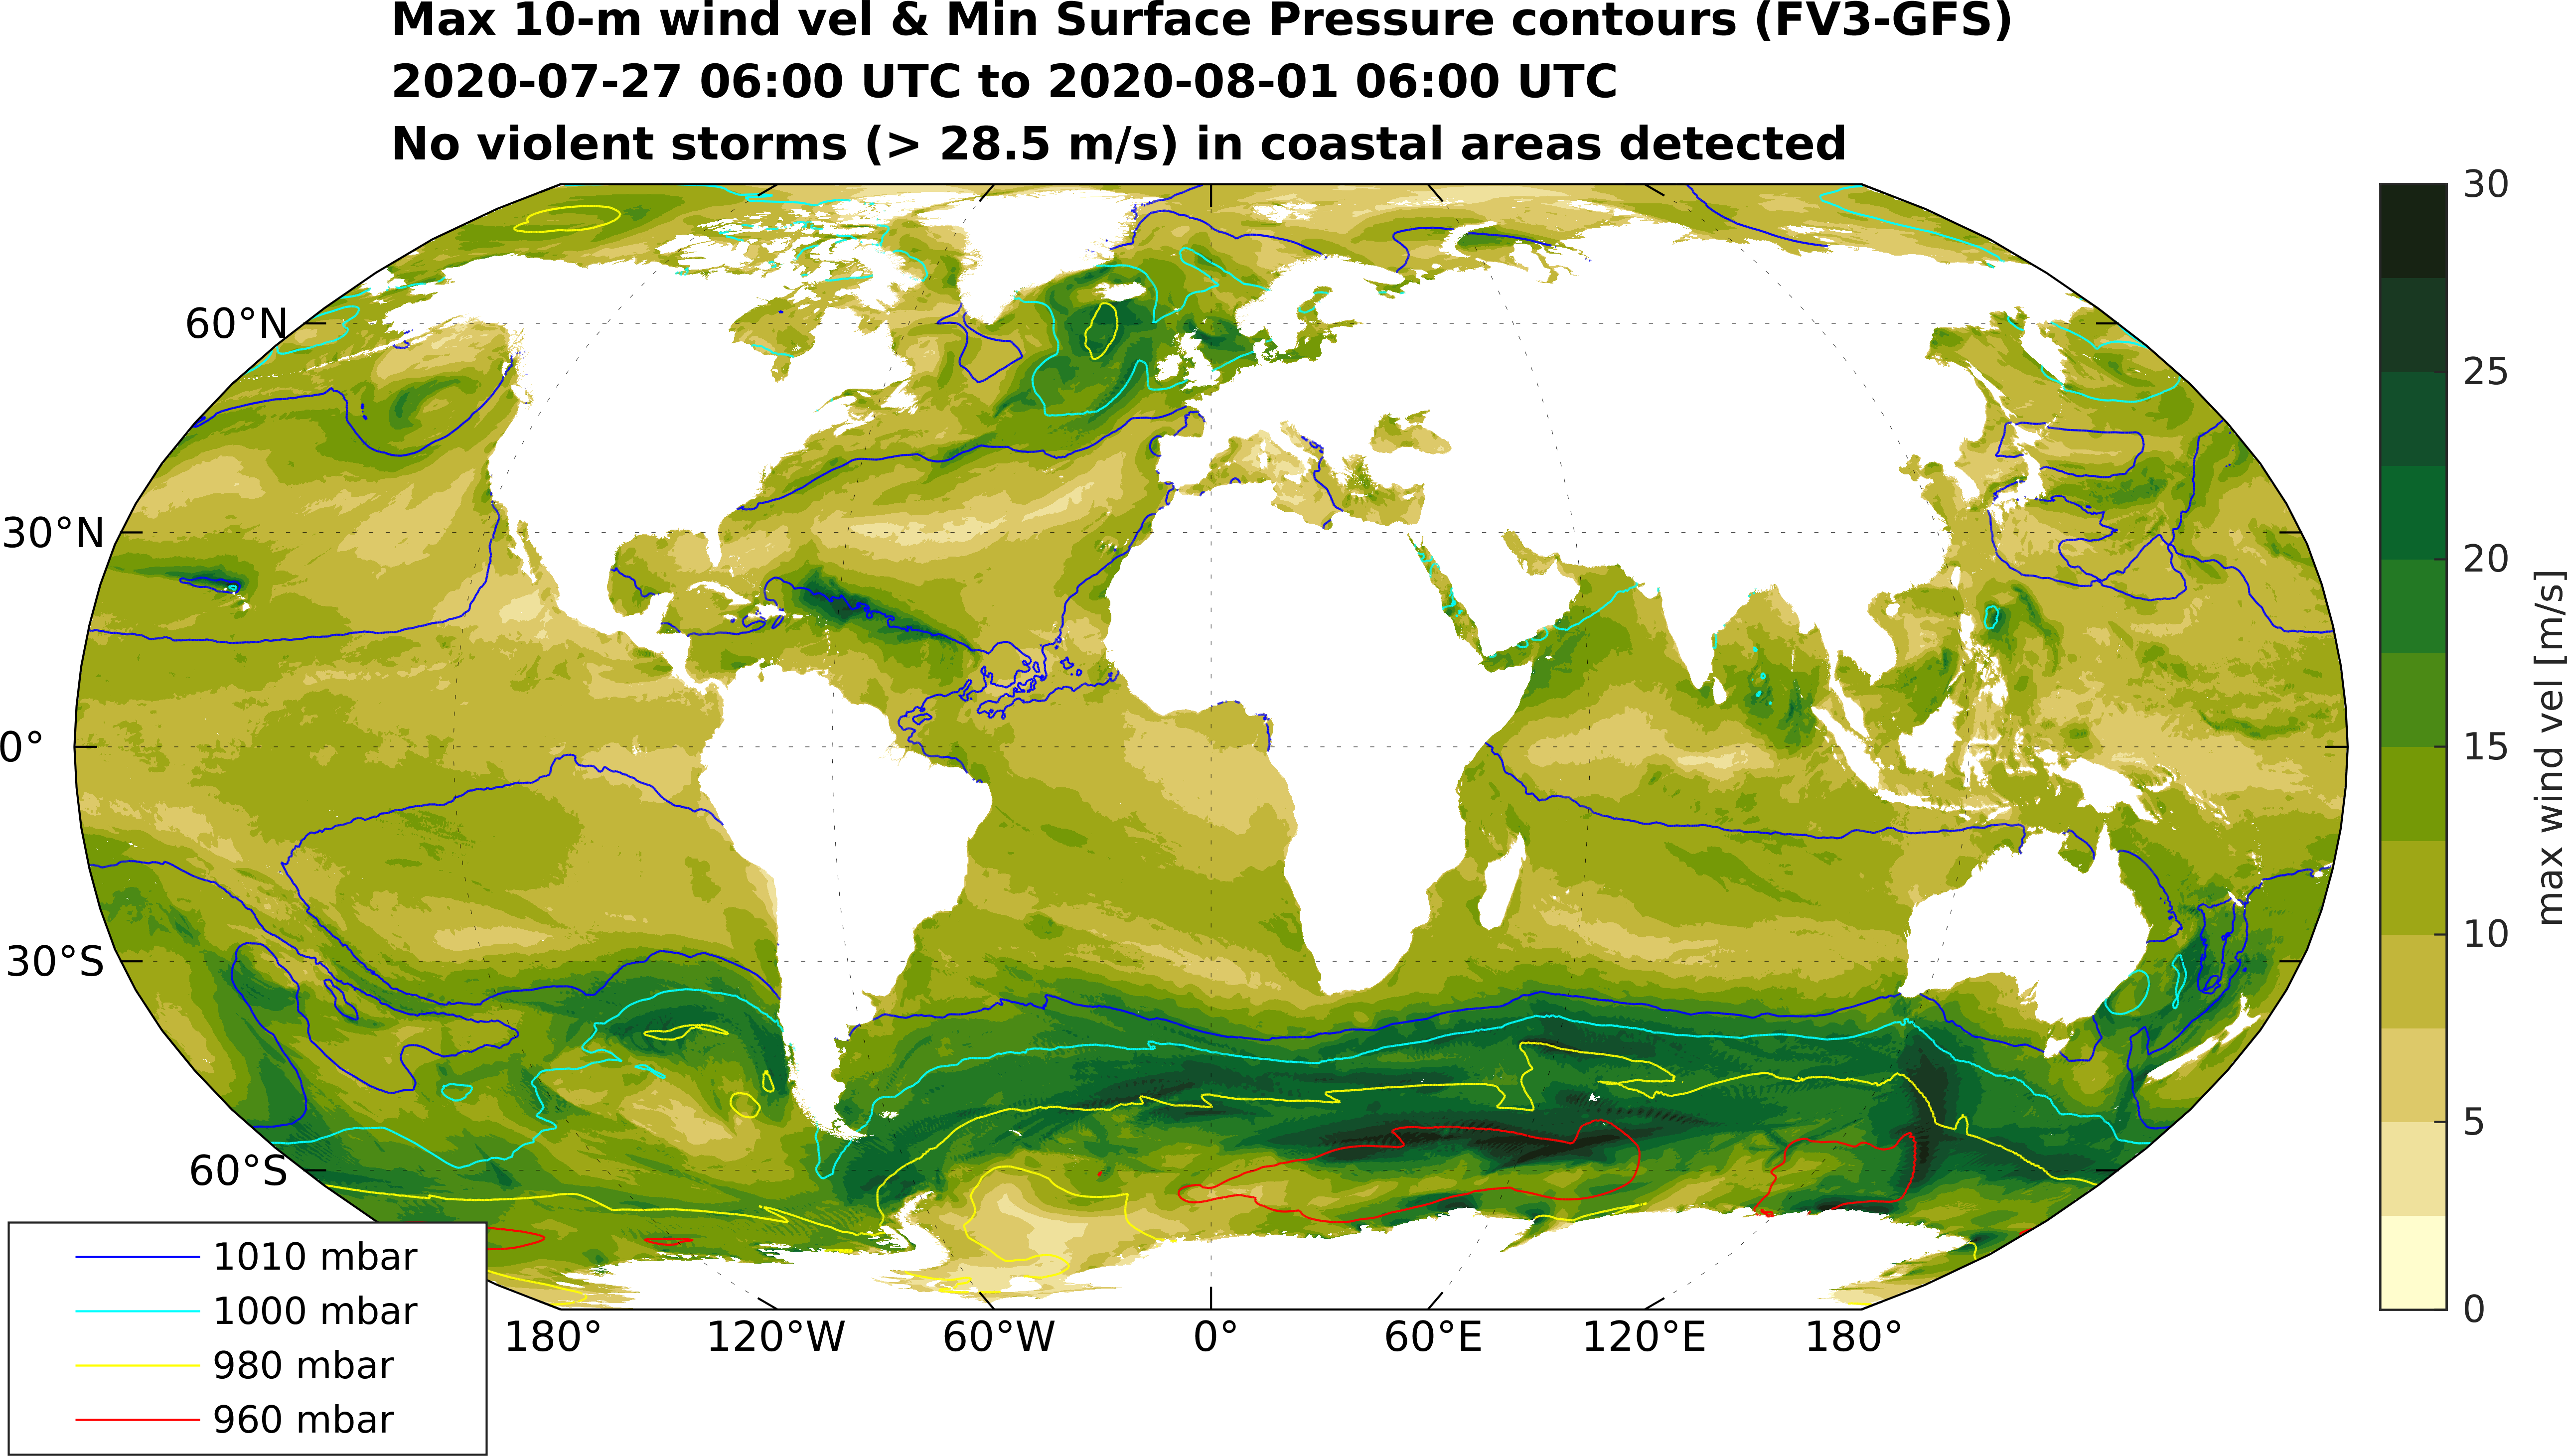 Max 10-m wind vel & Min Surface Pressure contours (FV3-GFS)
2020-07-27 06:00 UTC to 2020-08-01 06:00 UTC
No violent storms (> 28.5 m/s) in coastal areas detected
60°N
30°N
0°
30°S
60°S
180°
120°W
60°W
0°
60°E
120°E
180°
1010 mbar
1000 mbar
980 mbar
960 mbar
30
25
20
15
10
5
0
max wind vel [m/s]